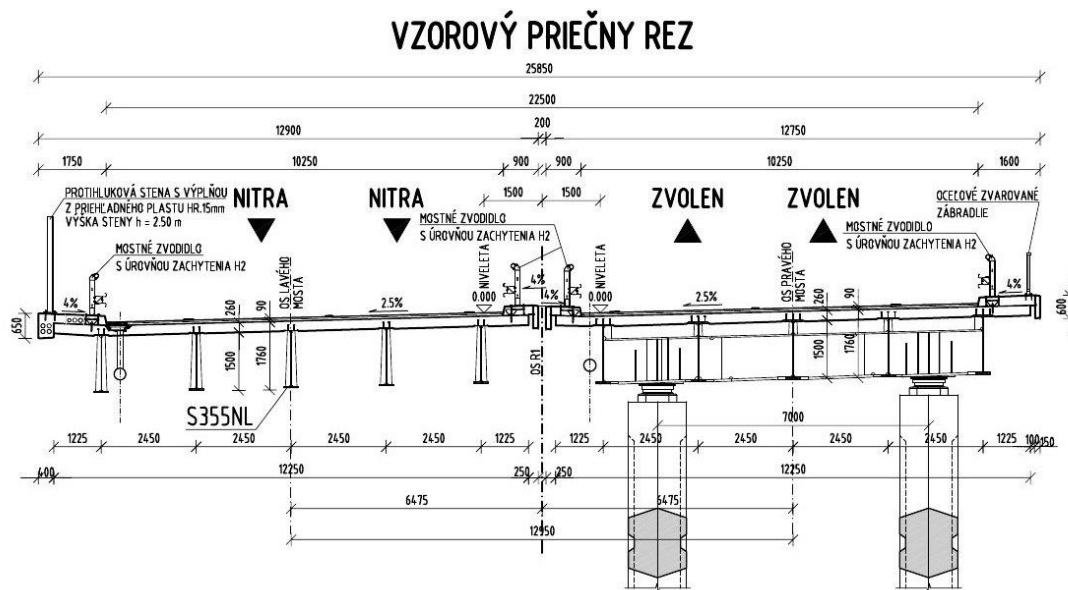 VZOROVÝ PRIEČNY REZ
25850
22500
12900
200
12750
1750
10250
900
900
10250
1600
PROTIHLUKOVÁ STENA S VÝPLŇOU
Z PRIEHĽADNÉHO PLASTU HR.15mm
VÝŠKA STENY h = 2.50 m
NITRA
NITRA
1500
1500
ZVOLEN
ZVOLEN
OCEĽOVÉ ZVAROVANÉ
ZÁBRADLIE
MOSTNÉ ZVODIDLO
S ÚROVŇOU ZACHYTENIA H2
MOSTNÉ ZVODIDLO
S ÚROVŇOU ZACHYTENIA H2
MOSTNÉ ZVODIDLO
S ÚROVŇOU ZACHYTENIA H2
OS ĽAVÉHO
MOSTA
NIVELETA
NIVELETA
OS PRAVÉHO
MOSTA
4%
260
90
2.5%
0.000
4%
4%
0.000
2.5%
260
90
4%
650
600
1500
1760
OS R1
1500
1760
S355NL
7000
1225
2450
2450
2450
2450
1225
1225
2450
2450
2450
2450
1225
100
150
400
12250
250
250
12250
6475
6475
12950